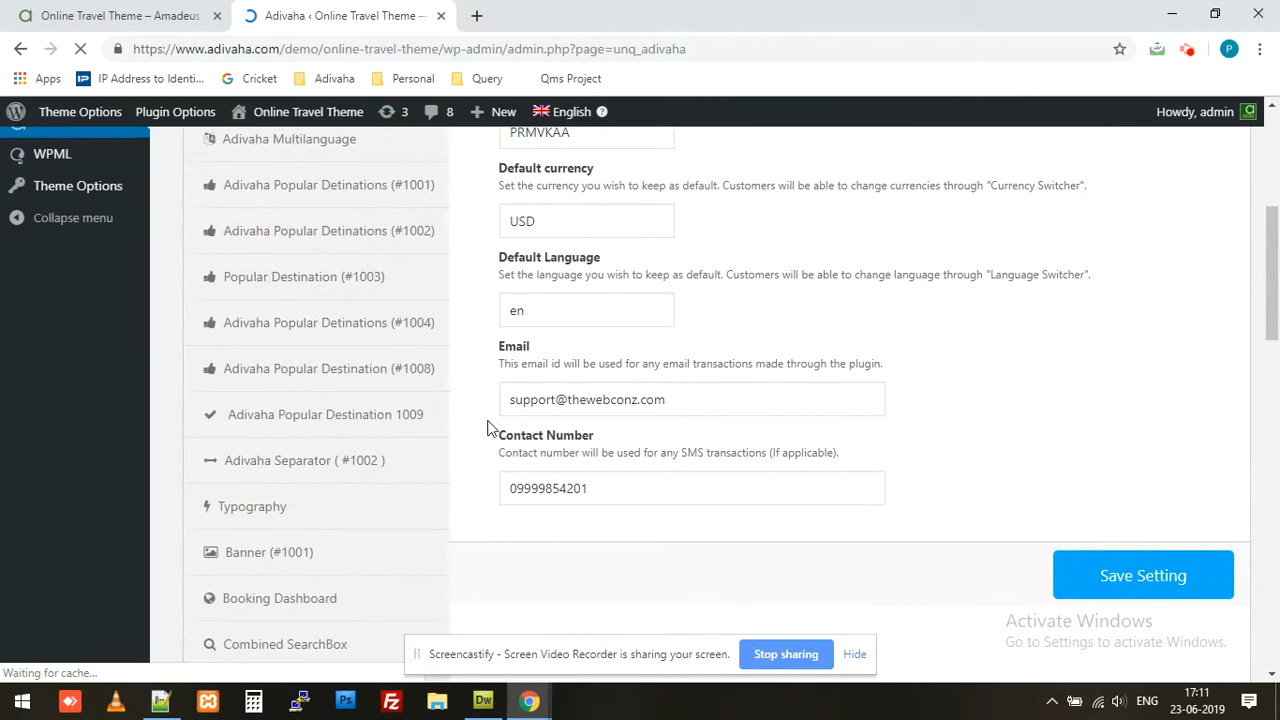 Online Travel Theme – Amadeus
Adivaha ‹ Online Travel Theme —
https://www.adivaha.com/demo/online-travel-theme/wp-admin/admin.php?page=unq_adivaha
P
Apps
IP
IP Address to Identi...
Cricket
Adivaha
Personal
Query
Qms Project
Theme Options
Plugin Options
Online Travel Theme
3
8
New
English
Howdy, admin
WPML
Theme Options
Collapse menu
Adivaha Multilanguage
Adivaha Popular Detinations (#1001)
Adivaha Popular Detinations (#1002)
Popular Destination (#1003)
Adivaha Popular Detinations (#1004)
Adivaha Popular Destination (#1008)
Adivaha Popular Destination 1009
Adivaha Separator ( #1002 )
Typography
Banner (#1001)
Booking Dashboard
Combined SearchBox
PRMVKAA
Default currency
Set the currency you wish to keep as default. Customers will be able to change currencies through "Currency Switcher".
USD
Default Language
Set the language you wish to keep as default. Customers will be able to change language through "Language Switcher".
en
Email
This email id will be used for any email transactions made through the plugin.
support@thewebconz.com
Contact Number
Contact number will be used for any SMS transactions (If applicable).
09999854201
Save Setting
Activate Windows
Go to Settings to activate Windows.
Screencastify - Screen Video Recorder is sharing your screen.
Stop sharing
Hide
Waiting for cache...
Ps
Fz
Dw
ENG
17:11
23-06-2019